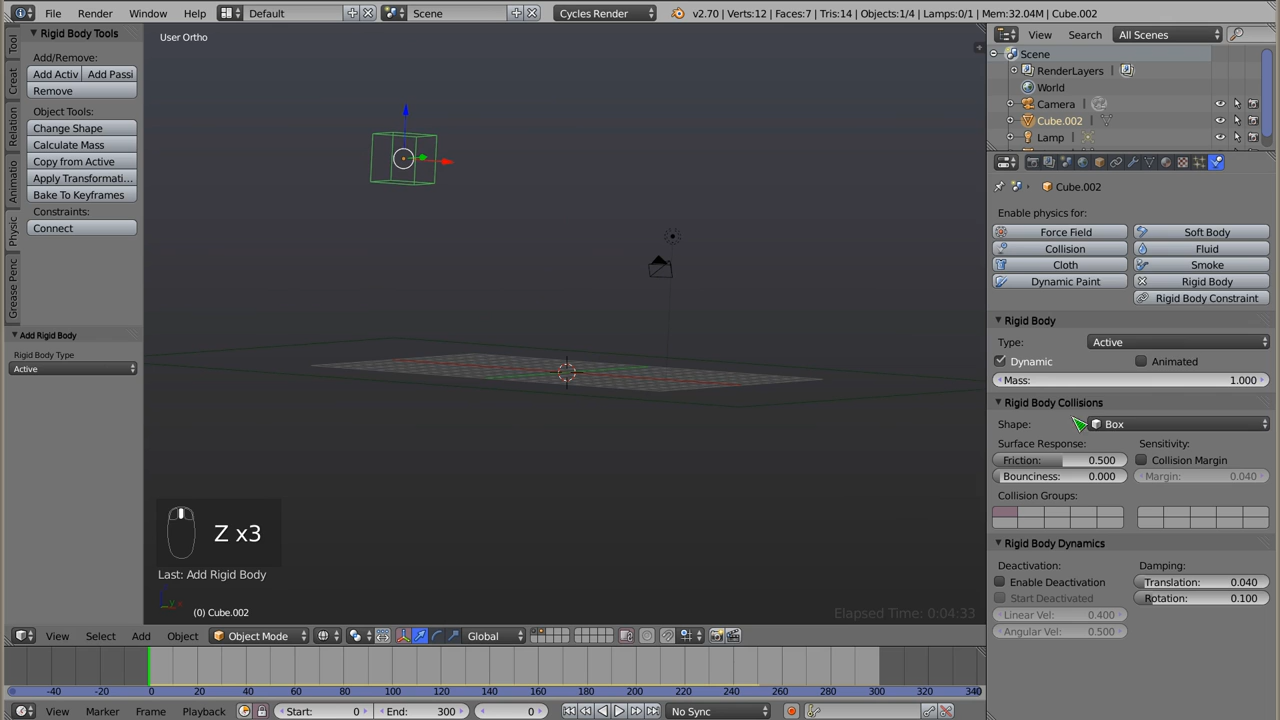 File Render Window Help Default Scene Cycles Render v2.70 | Verts:12 | Faces:7 | Tris:14 | Objects:1/4 | Lamps:0/1 | Mem:32.04M | Cube.002
Rigid Body Tools
Add/Remove:
Add Activ Add Passi
Remove
Object Tools:
Change Shape
Calculate Mass
Copy from Active
Apply Transformati...
Bake To Keyframes
Constraints:
Connect
Tool
Creat
Relation
Animatio
Physic
Grease Penc
Add Rigid Body
Rigid Body Type
Active
User Ortho
Z x3
Last: Add Rigid Body
(0) Cube.002
Elapsed Time: 0:04:33
View Select Add Object Object Mode Global
-40 -20 0 20 40 60 80 100 120 140 160 180 200 220 240 260 280 300 320 340
View Marker Frame Playback Start: 0 End: 300 0 No Sync
View Search All Scenes
Scene
RenderLayers
World
Camera
Cube.002
Lamp
Cube.002
Enable physics for:
Force Field Soft Body
Collision Fluid
Cloth Smoke
Dynamic Paint Rigid Body
Rigid Body Constraint
Rigid Body
Type: Active
Dynamic Animated
Mass: 1.000
Rigid Body Collisions
Shape: Box
Surface Response: Sensitivity:
Friction: 0.500 Collision Margin
Bounciness: 0.000 Margin: 0.040
Collision Groups:
Rigid Body Dynamics
Deactivation: Damping:
Enable Deactivation Translation: 0.040
Start Deactivated Rotation: 0.100
Linear Vel: 0.400
Angular Vel: 0.500